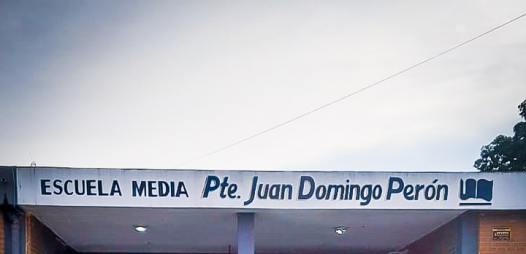 ESCUELA MEDIA Pte. Juan Domingo Perón